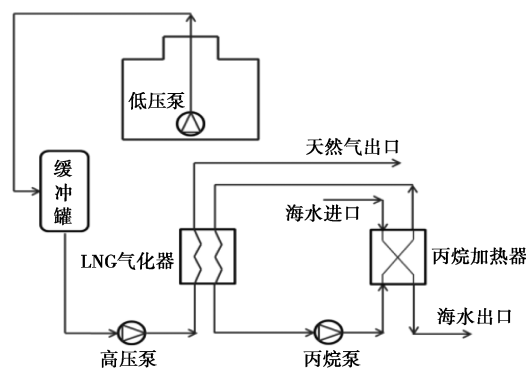 低压泵
天然气出口
缓
冲
罐
海水进口
LNG气化器
丙烷加热器
海水出口
高压泵
丙烷泵